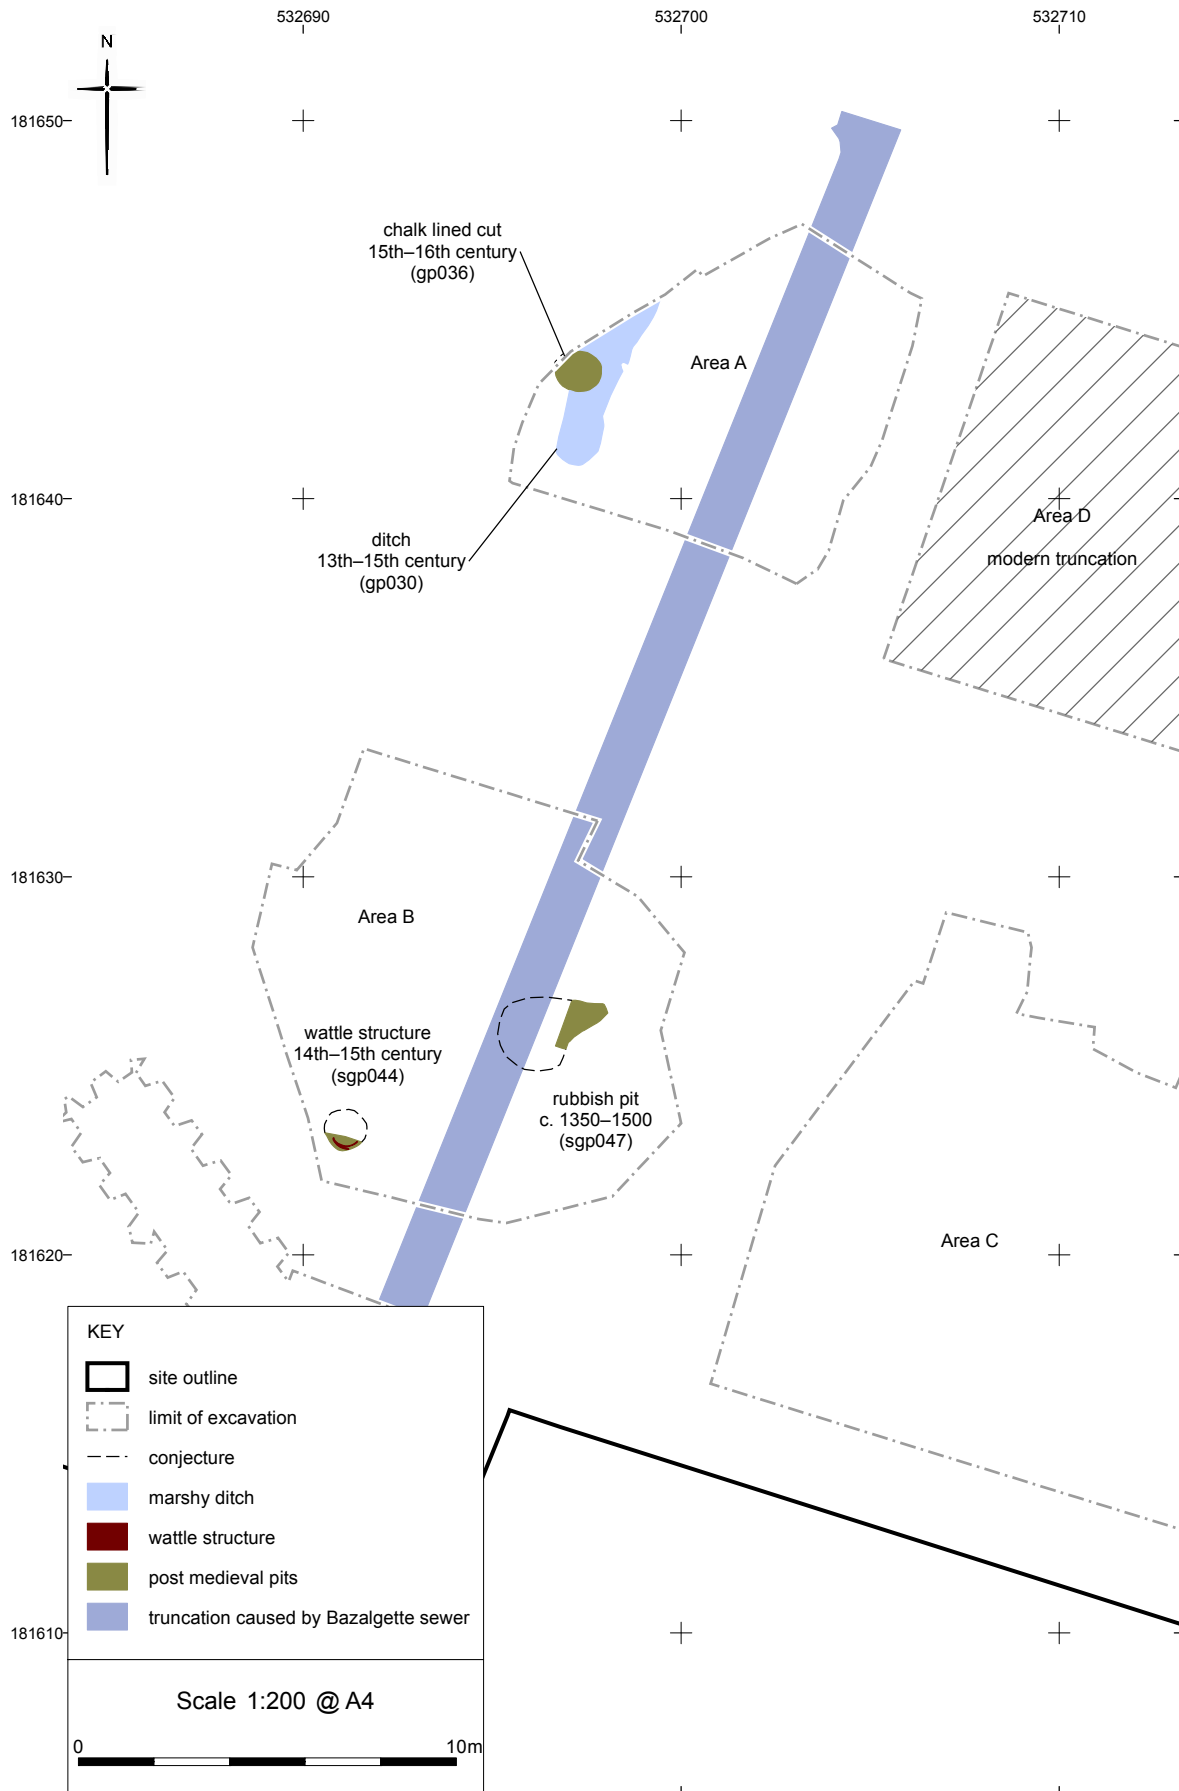 532690
532700
532710
N
181650
chalk lined cut
15th–16th century
(gp036)
Area A
181640
Area D
modern truncation
ditch
13th–15th century
(gp030)
181630
Area B
wattle structure
14th–15th century
(sgp044)
rubbish pit
c. 1350–1500
(sgp047)
181620
Area C
KEY
site outline
limit of excavation
conjecture
marshy ditch
wattle structure
post medieval pits
truncation caused by Bazalgette sewer
181610
Scale 1:200 @ A4
0
10m